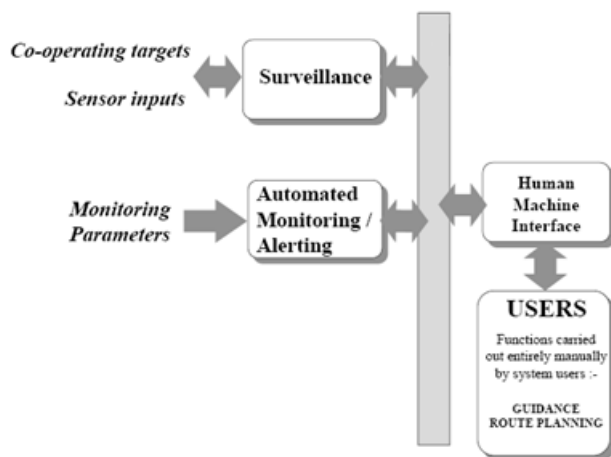 Co-operating targets
Sensor inputs
Surveillance
Monitoring
Parameters
Automated
Monitoring /
Alerting
Human
Machine
Interface
USERS
Functions carried
out entirely manually
by system users :-
GUIDANCE
ROUTE PLANNING